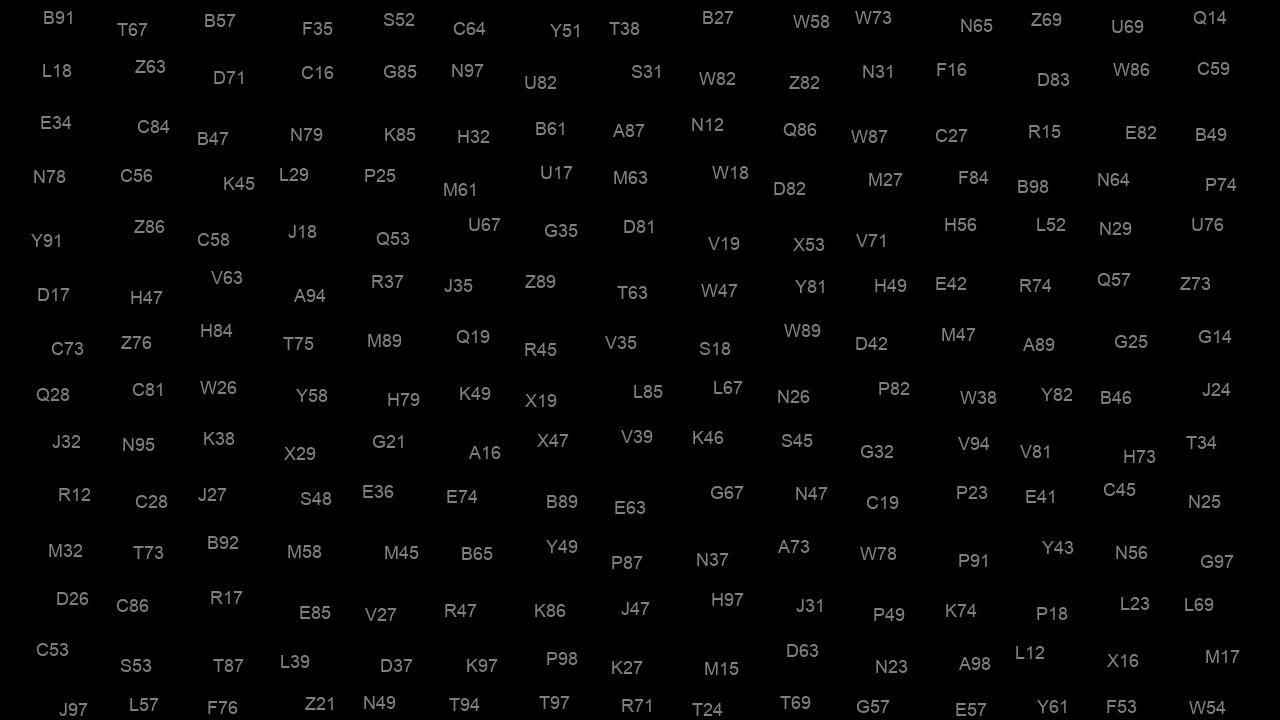 B91 T67 B57 F35 S52 C64 Y51 T38 B27 W58 W73 N65 Z69 U69 Q14
L18 Z63 D71 C16 G85 N97 U82 S31 W82 Z82 N31 F16 D83 W86 C59
E34 C84 B47 N79 K85 H32 B61 A87 N12 Q86 W87 C27 R15 E82 B49
N78 C56 K45 L29 P25 M61 U17 M63 W18 D82 M27 F84 B98 N64 P74
Y91 Z86 C58 J18 Q53 U67 G35 D81 V19 X53 V71 H56 L52 N29 U76
D17 H47 V63 A94 R37 J35 Z89 T63 W47 Y81 H49 E42 R74 Q57 Z73
C73 Z76 H84 T75 M89 Q19 R45 V35 S18 W89 D42 M47 A89 G25 G14
Q28 C81 W26 Y58 H79 K49 X19 L85 L67 N26 P82 W38 Y82 B46 J24
J32 N95 K38 X29 G21 A16 X47 V39 K46 S45 G32 V94 V81 H73 T34
R12 C28 J27 S48 E36 E74 B89 E63 G67 N47 C19 P23 E41 C45 N25
M32 T73 B92 M58 M45 B65 Y49 P87 N37 A73 W78 P91 Y43 N56 G97
D26 C86 R17 E85 V27 R47 K86 J47 H97 J31 P49 K74 P18 L23 L69
C53 S53 T87 L39 D37 K97 P98 K27 M15 D63 N23 A98 L12 X16 M17
J97 L57 F76 Z21 N49 T94 T97 R71 T24 T69 G57 E57 Y61 F53 W54